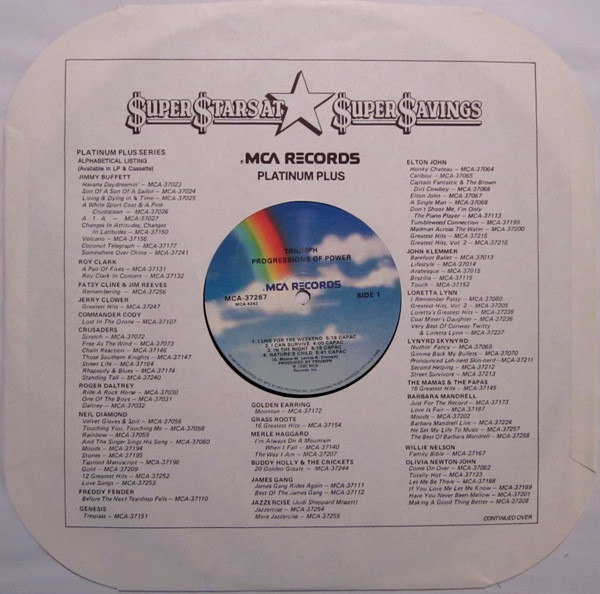 $UPER $TARS AT $UPER $AVINGS
MCA RECORDS
PLATINUM PLUS
PLATINUM PLUS SERIES
ALPHABETICAL LISTING
(Available in LP & Cassette)
JIMMY BUFFETT
Havana Daydreamin' — MCA-37023
Son Of A Son Of A Sailor — MCA-37024
Living & Dying In ¾ Time — MCA-37025
A White Sport Coat & A Pink
Crustacean — MCA-37026
A 1 A — MCA-37027
Changes In Attitudes, Changes
In Latitudes — MCA-37150
Volcano — MCA-37156
Coconut Telegraph — MCA-37177
Somewhere Over China — MCA-37241
ROY CLARK
A Pair Of Fives — MCA-37131
Roy Clark In Concert — MCA-37132
PATSY CLINE & JIM REEVES
Remembering — MCA-37256
JERRY CLOWER
Greatest Hits — MCA-37247
COMMANDER CODY
Lost In The Ozone — MCA-37107
CRUSADERS
Scratch — MCA-37072
Free As The Wind — MCA-37073
Chain Reaction — MCA-37146
Those Southern Knights — MCA-37147
Street Life — MCA-37164
Rhapsody & Blues — MCA-37174
Standing Tall — MCA-37240
ROGER DALTREY
Ride A Rock Horse — MCA-37030
One Of The Boys — MCA-37031
Daltrey — MCA-37032
NEIL DIAMOND
Velvet Gloves & Spit — MCA-37056
Touching You, Touching Me — MCA-37058
Rainbow — MCA-37059
And The Singer Sings His Song — MCA-37060
Moods — MCA-37194
Stones — MCA-37195
Taproot Manuscript — MCA-37196
Gold — MCA-37209
12 Greatest Hits — MCA-37252
Love Songs — MCA-37253
FREDDY FENDER
Before The Next Teardrop Falls — MCA-37110
GENESIS
Trespass — MCA-37151
TRIUMPH
PROGRESSIONS OF POWER
MCA RECORDS
MCA-37267
MCA 4262
SIDE 1
1. I LIVE FOR THE WEEKEND 5:18 CAPAC
2. I CAN SURVIVE 4:00 CAPAC
3. IN THE NIGHT 5:18 CAPAC
4. NATURE'S CHILD 5:41 CAPAC
PRODUCED BY TRIUMPH
℗ 1980 MCA
Records, Inc.
GOLDEN EARRING
Moontan — MCA-37172
GRASS ROOTS
16 Greatest Hits — MCA-37154
MERLE HAGGARD
I'm Always On A Mountain
When I Fall — MCA-37140
The Way I Am — MCA-37207
BUDDY HOLLY & THE CRICKETS
20 Golden Greats — MCA-37244
JAMES GANG
James Gang Rides Again — MCA-37111
Best Of The James Gang — MCA-37112
JAZZERCISE (Judi Sheppard Missett)
Jazzercise — MCA-37254
More Jazzercise — MCA-37255
ELTON JOHN
Honky Chateau — MCA-37064
Caribou — MCA-37065
Captain Fantastic & The Brown
Dirt Cowboy — MCA-37066
Elton John — MCA-37067
A Single Man — MCA-37068
Don't Shoot Me, I'm Only
The Piano Player — MCA-37113
Tumbleweed Connection — MCA-37199
Madman Across The Water — MCA-37200
Greatest Hits — MCA-37215
Greatest Hits, Vol. 2 — MCA-37216
JOHN KLEMMER
Barefoot Ballet — MCA-37013
Lifestyle — MCA-37014
Arabesque — MCA-37015
Brazilia — MCA-37115
Touch — MCA-37152
LORETTA LYNN
I Remember Patsy — MCA-37080
Greatest Hits, Vol. 2 — MCA-37205
Loretta's Greatest Hits — MCA-37235
Coal Miner's Daughter — MCA-37236
Very Best Of Conway Twitty
& Loretta Lynn — MCA-37237
LYNYRD SKYNYRD
Nuthin' Fancy — MCA-37069
Gimme Back My Bullets — MCA-37070
Pronounced Leh-nerd Skin-nerd — MCA-37211
Second Helping — MCA-37212
Street Survivors — MCA-37213
THE MAMAS & THE PAPAS
16 Greatest Hits — MCA-37145
BARBARA MANDRELL
Just For The Record — MCA-37173
Love Is Fair — MCA-37187
Moods — MCA-37202
Barbara Mandrell Live — MCA-37224
He Set My Life To Music — MCA-37257
The Best Of Barbara Mandrell — MCA-37258
WILLIE NELSON
Family Bible — MCA-37167
OLIVIA NEWTON-JOHN
Come On Over — MCA-37062
Totally Hot — MCA-37123
Let Me Be There — MCA-37188
If You Love Me Let Me Know — MCA-37189
Have You Never Been Mellow — MCA-37201
Making A Good Thing Better — MCA-37208
CONTINUED OVER